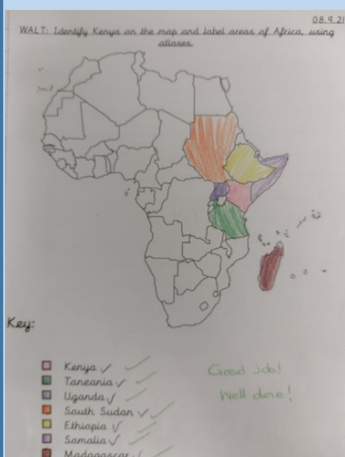 08.9.21
WALT: Identify Kenya on the map and label areas of Africa, using
atlases.
Key:
Kenya ✓
Tanzania ✓
Uganda ✓
South Sudan ✓
Ethiopia ✓
Somalia ✓
Madagascar
Good job!
Well done!